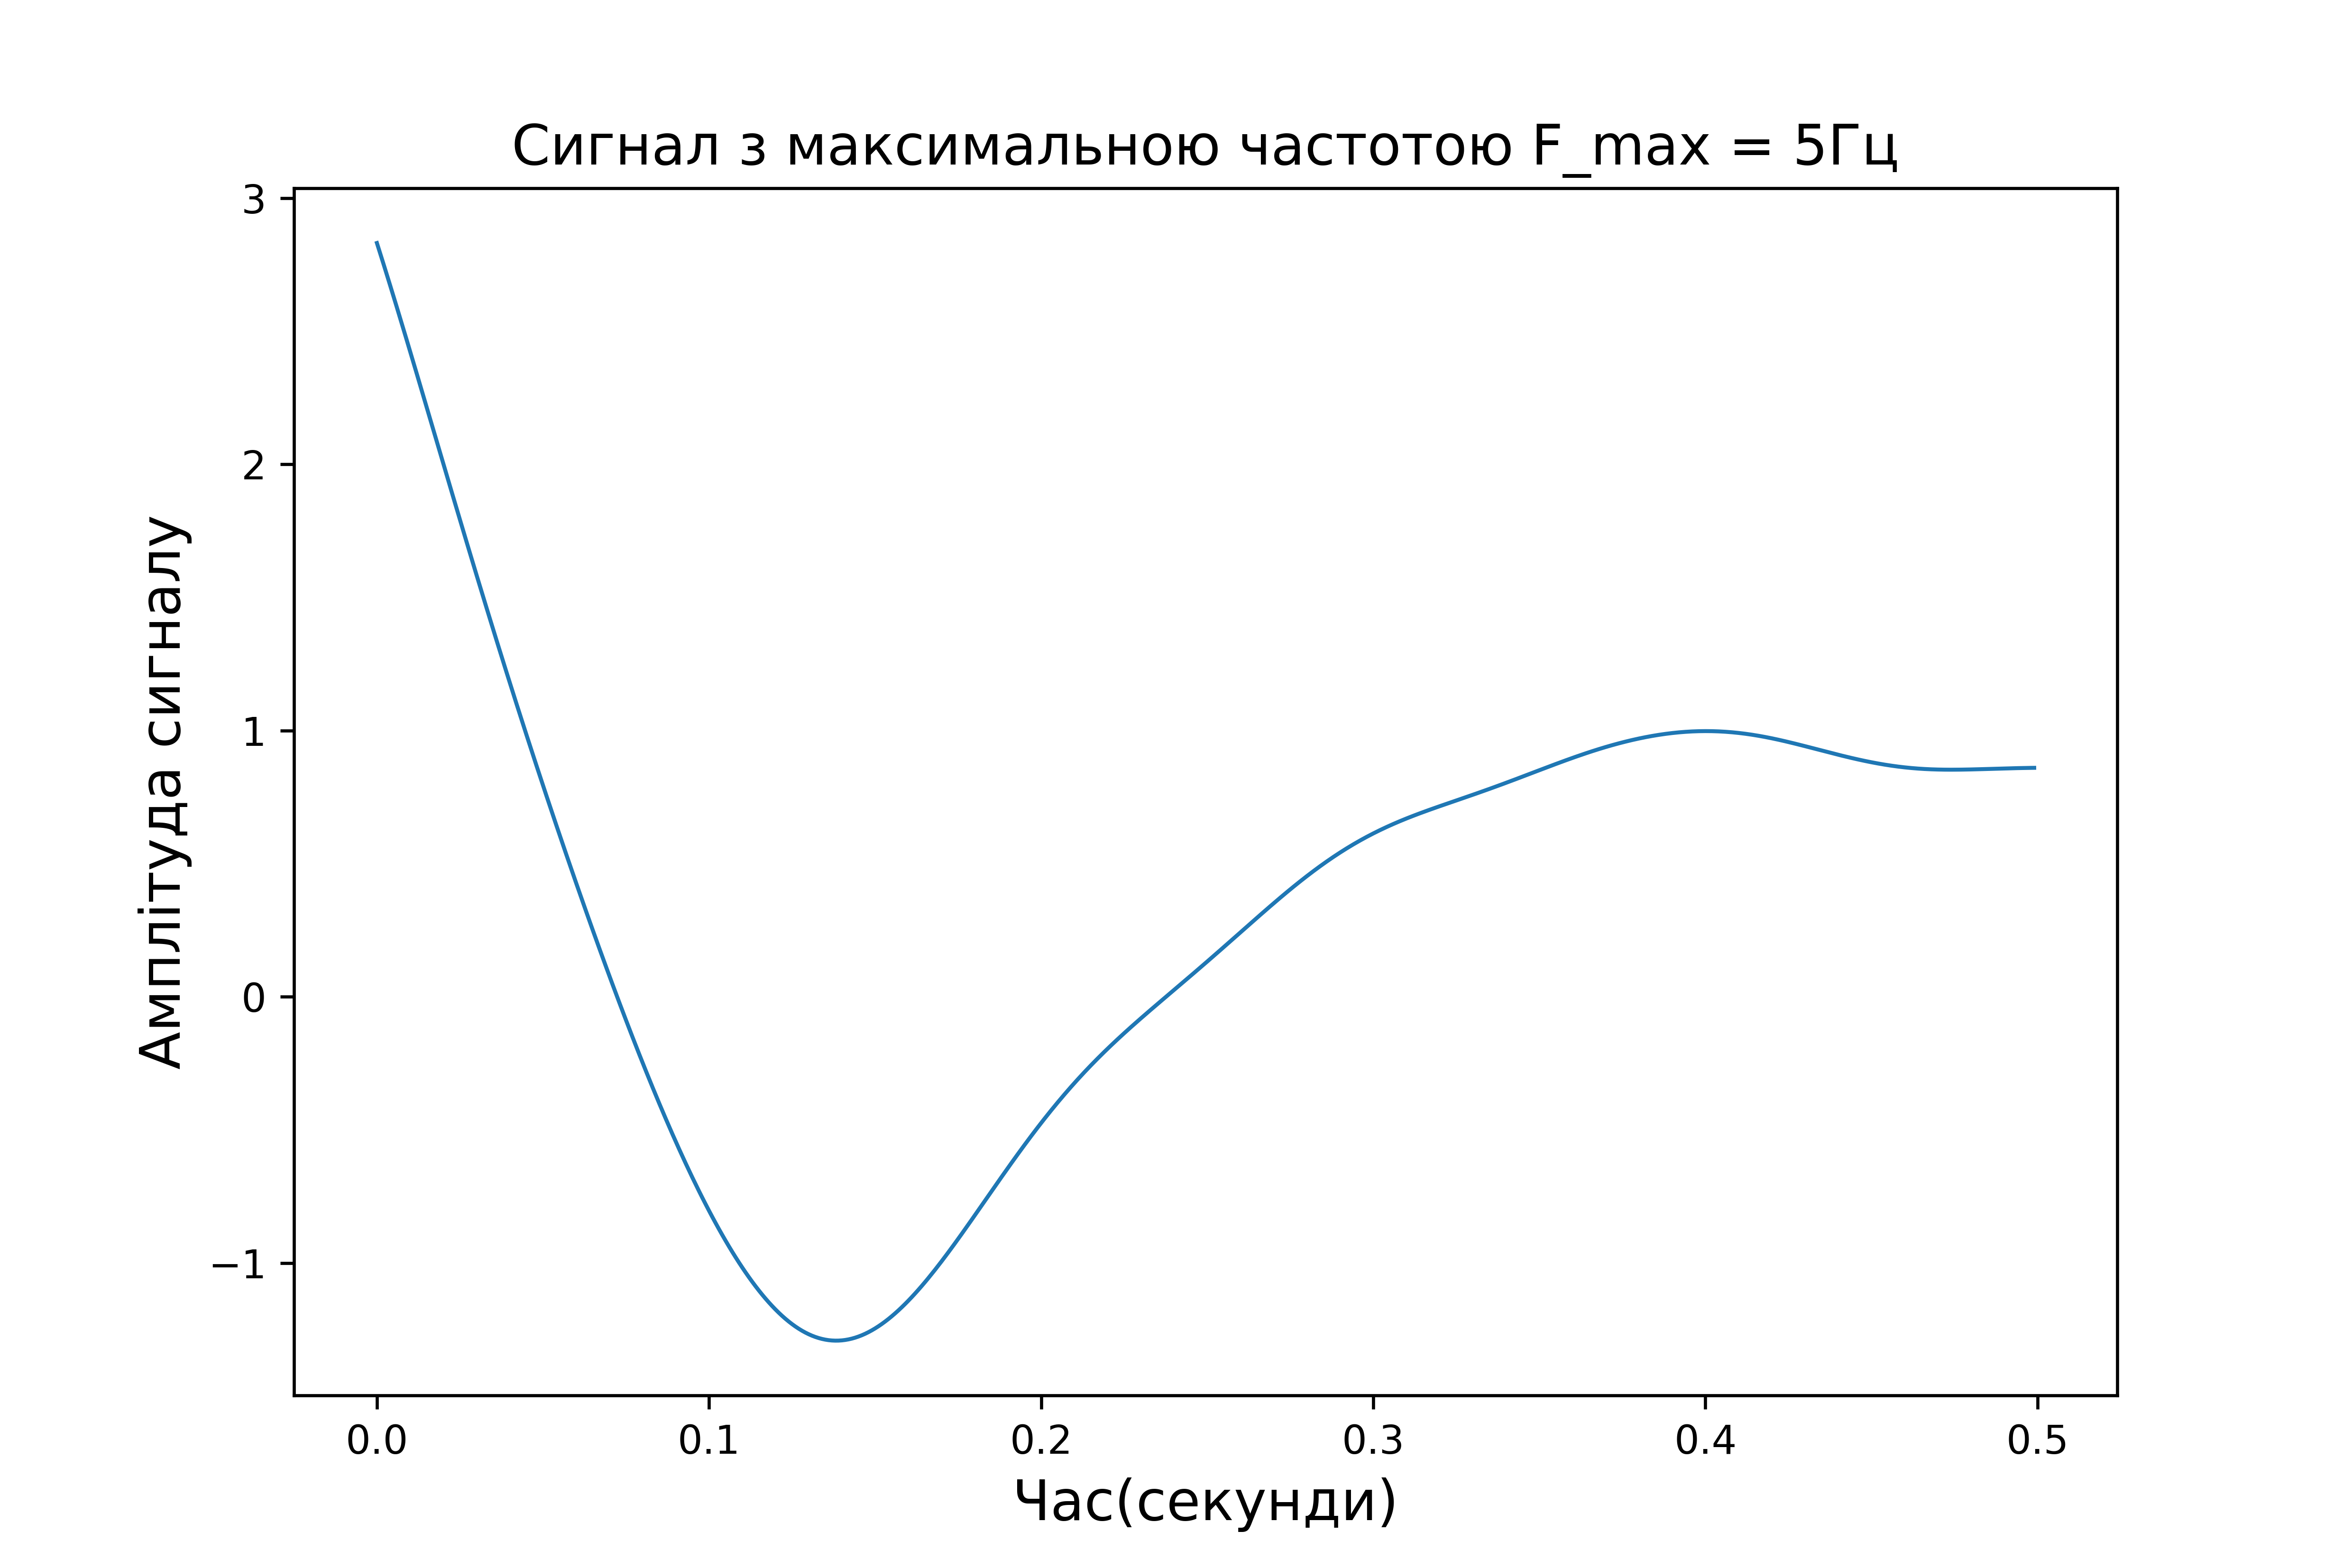 Сигнал з максимальною частотою F_max = 5Гц
3
2
1
0
−1
Амплітуда сигналу
0.0 0.1 0.2 0.3 0.4 0.5
Час(секунди)